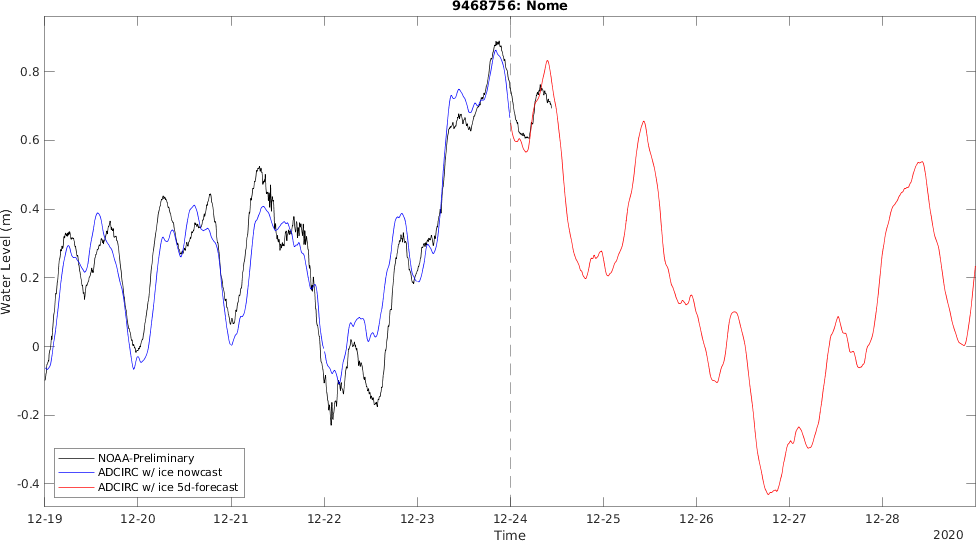 9468756: Nome
Water Level (m)
0.8
0.6
0.4
0.2
0
-0.2
-0.4
NOAA-Preliminary
ADCIRC w/ ice nowcast
ADCIRC w/ ice 5d-forecast
12-19 12-20 12-21 12-22 12-23 12-24 12-25 12-26 12-27 12-28
Time
2020